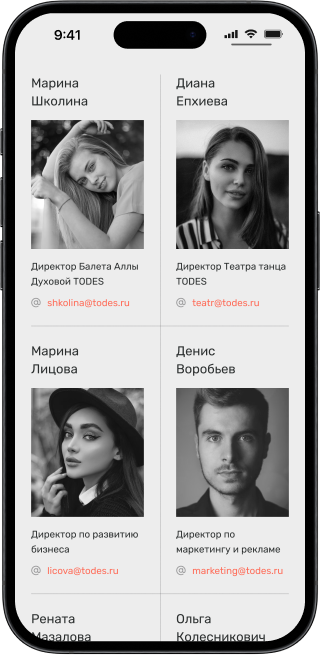 9:41
Марина
Школина
Диана
Епхиева
Директор Балета Аллы
Духовой TODES
@ shkolina@todes.ru
Директор Театра танца
TODES
@ teatr@todes.ru
Марина
Лицова
Денис
Воробьев
Директор по развитию
бизнеса
@ licova@todes.ru
Директор по
маркетингу и рекламе
@ marketing@todes.ru
Рената
Мазалова
Ольга
Колесникович